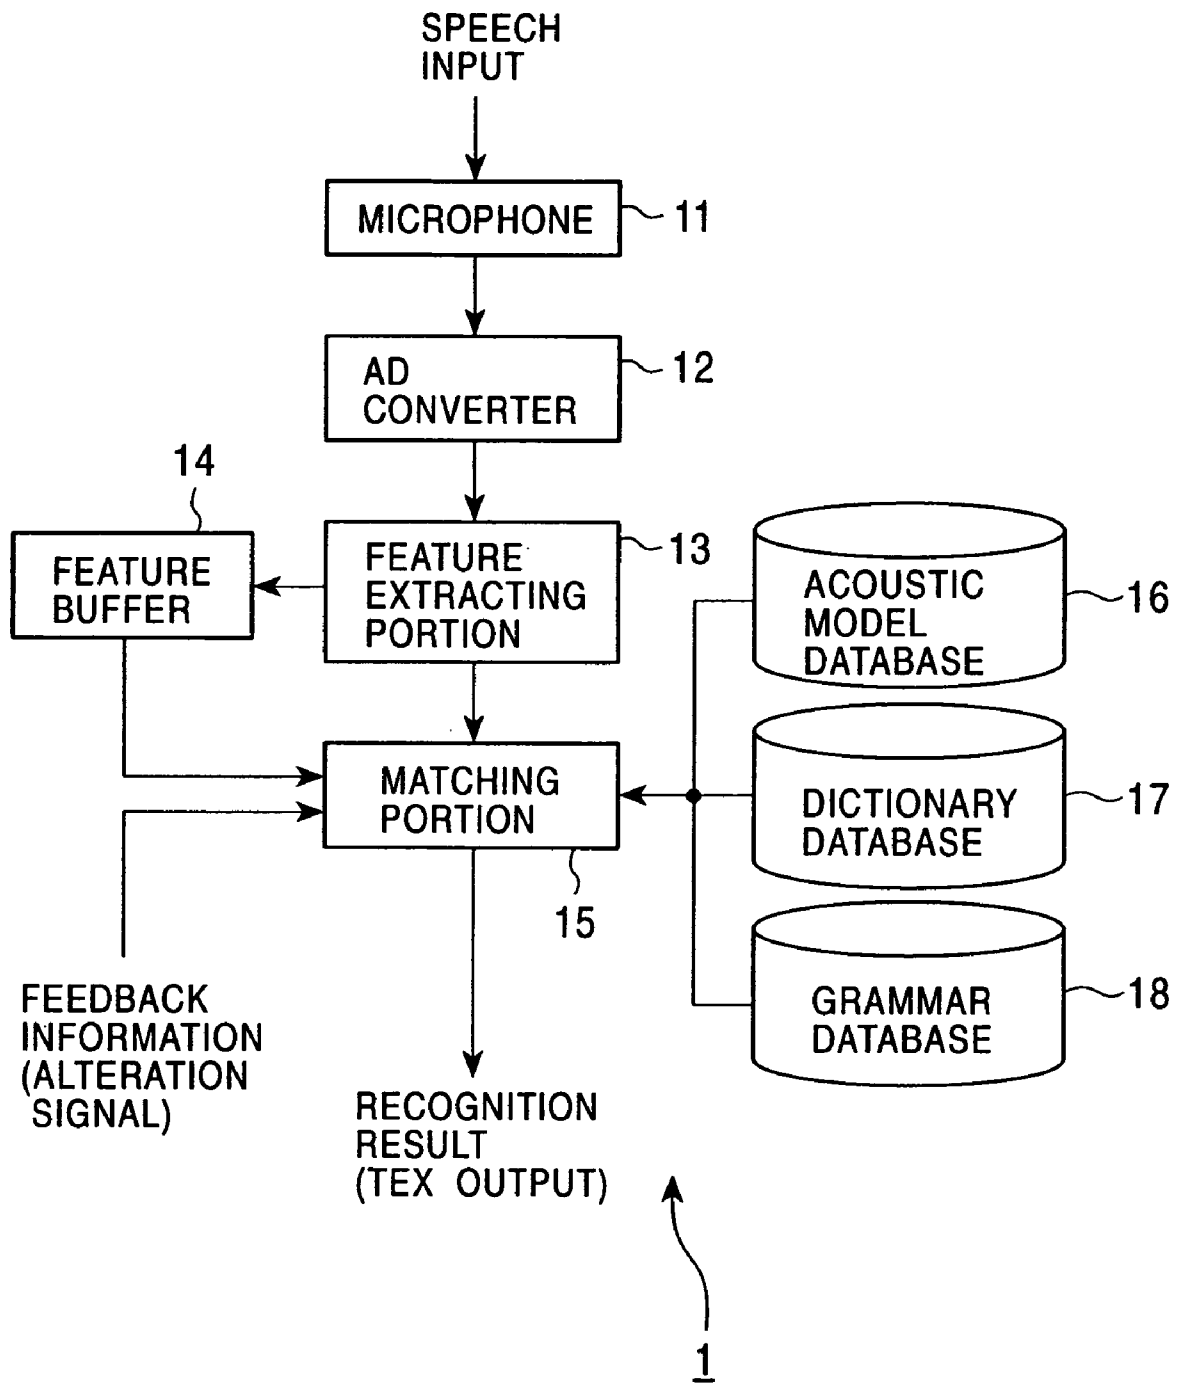 SPEECH
INPUT
MICROPHONE
11
AD
CONVERTER
12
14
FEATURE
BUFFER
FEATURE
EXTRACTING
PORTION
13
ACOUSTIC
MODEL
DATABASE
16
MATCHING
PORTION
15
DICTIONARY
DATABASE
17
GRAMMAR
DATABASE
18
FEEDBACK
INFORMATION
(ALTERATION
SIGNAL)
RECOGNITION
RESULT
(TEX OUTPUT)
1